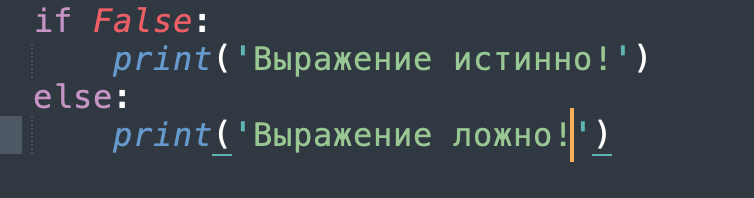 if False:
    print('Выражение истинно!')
else:
    print('Выражение ложно!')